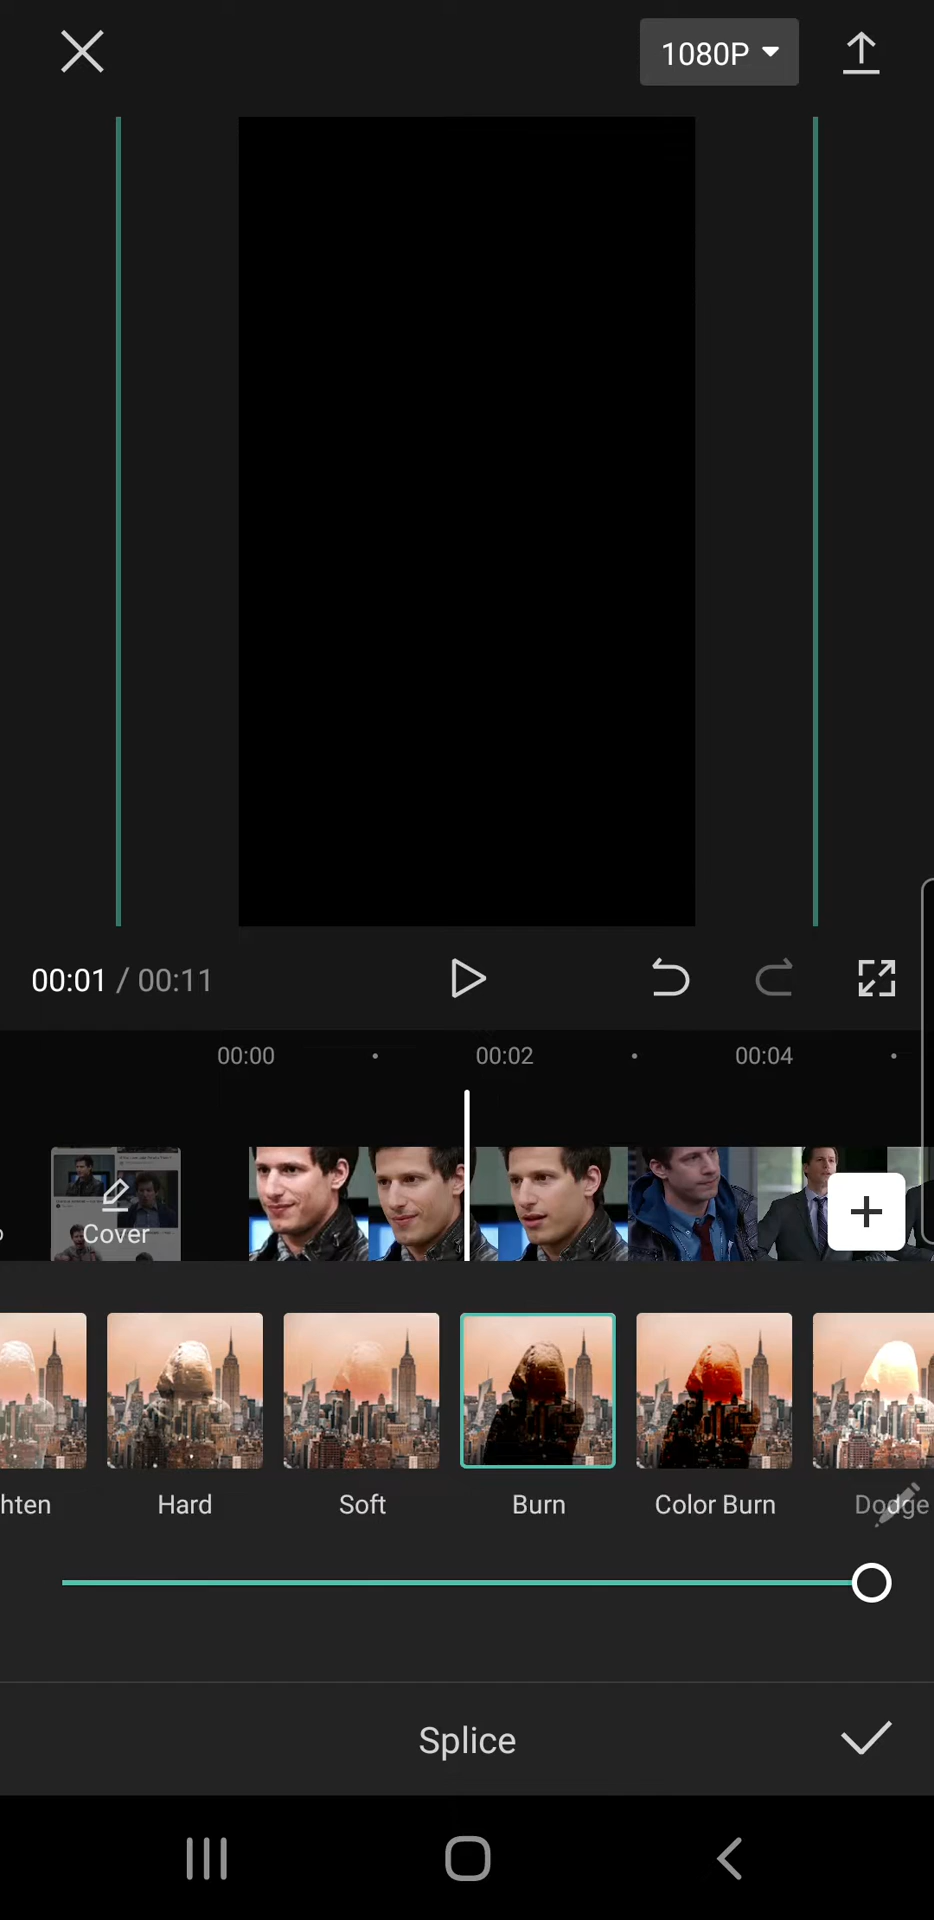 1080P
00:01 / 00:11
00:00
00:02
00:04
Cover
hten
Hard
Soft
Burn
Color Burn
Dodge
Splice